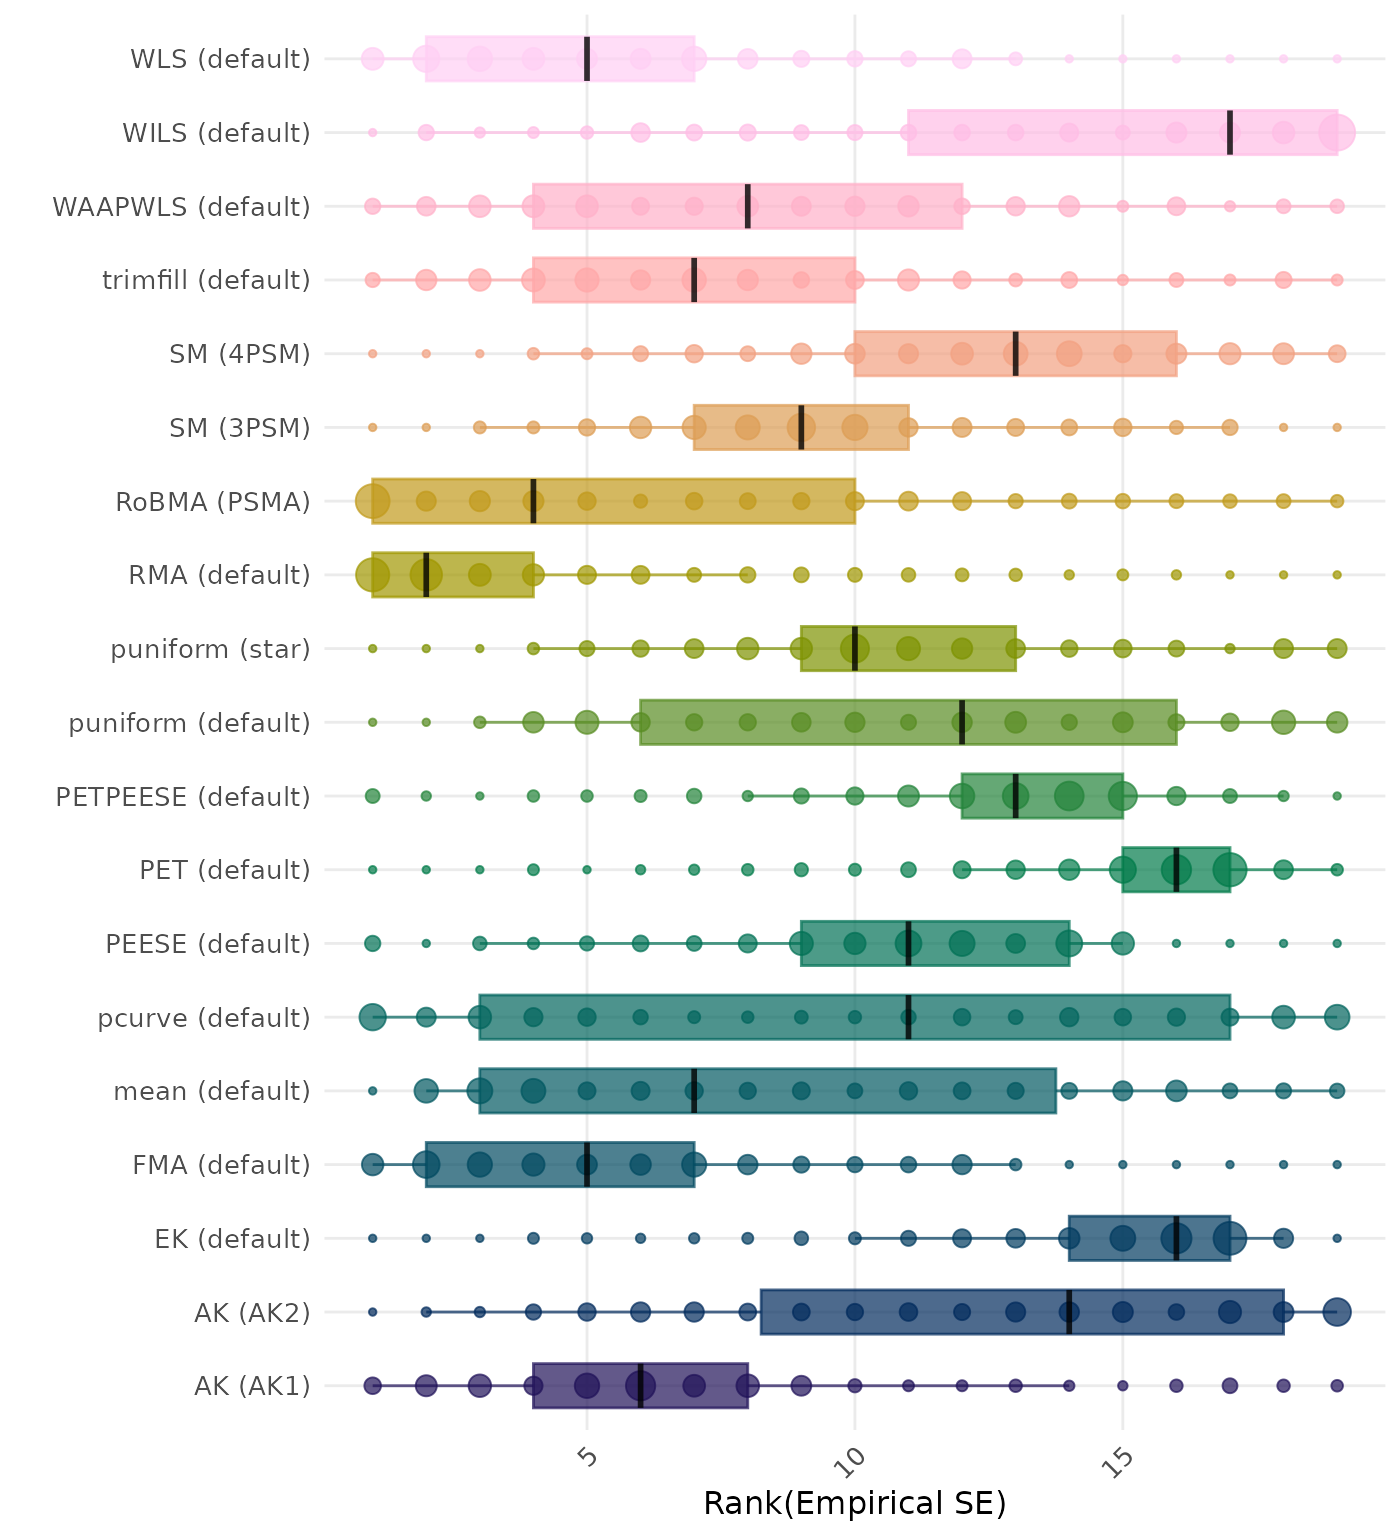 WLS (default)
WILS (default)
WAAPWLS (default)
trimfill (default)
SM (4PSM)
SM (3PSM)
RoBMA (PSMA)
RMA (default)
puniform (star)
puniform (default)
PETPEESE (default)
PET (default)
PEESE (default)
pcurve (default)
mean (default)
FMA (default)
EK (default)
AK (AK2)
AK (AK1)
5 10 15
Rank(Empirical SE)